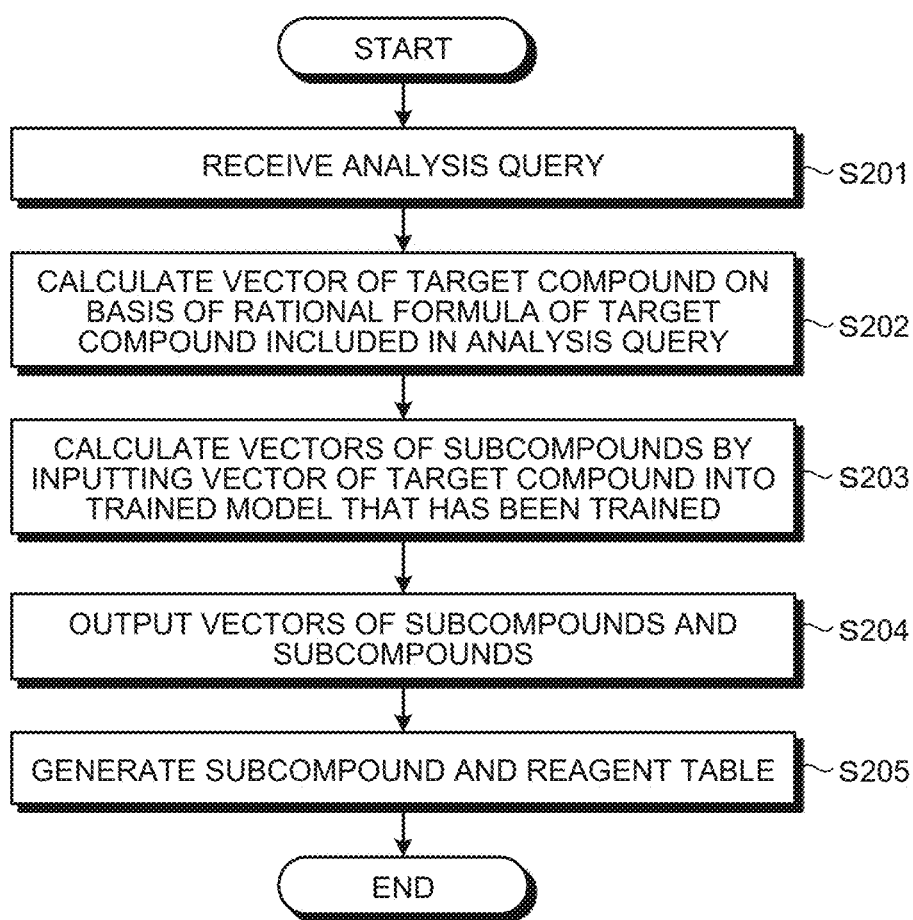 START
RECEIVE ANALYSIS QUERY
S201
CALCULATE VECTOR OF TARGET COMPOUND ON
BASIS OF RATIONAL FORMULA OF TARGET
COMPOUND INCLUDED IN ANALYSIS QUERY
S202
CALCULATE VECTORS OF SUBCOMPOUNDS BY
INPUTTING VECTOR OF TARGET COMPOUND INTO
TRAINED MODEL THAT HAS BEEN TRAINED
S203
OUTPUT VECTORS OF SUBCOMPOUNDS AND
SUBCOMPOUNDS
S204
GENERATE SUBCOMPOUND AND REAGENT TABLE
S205
END